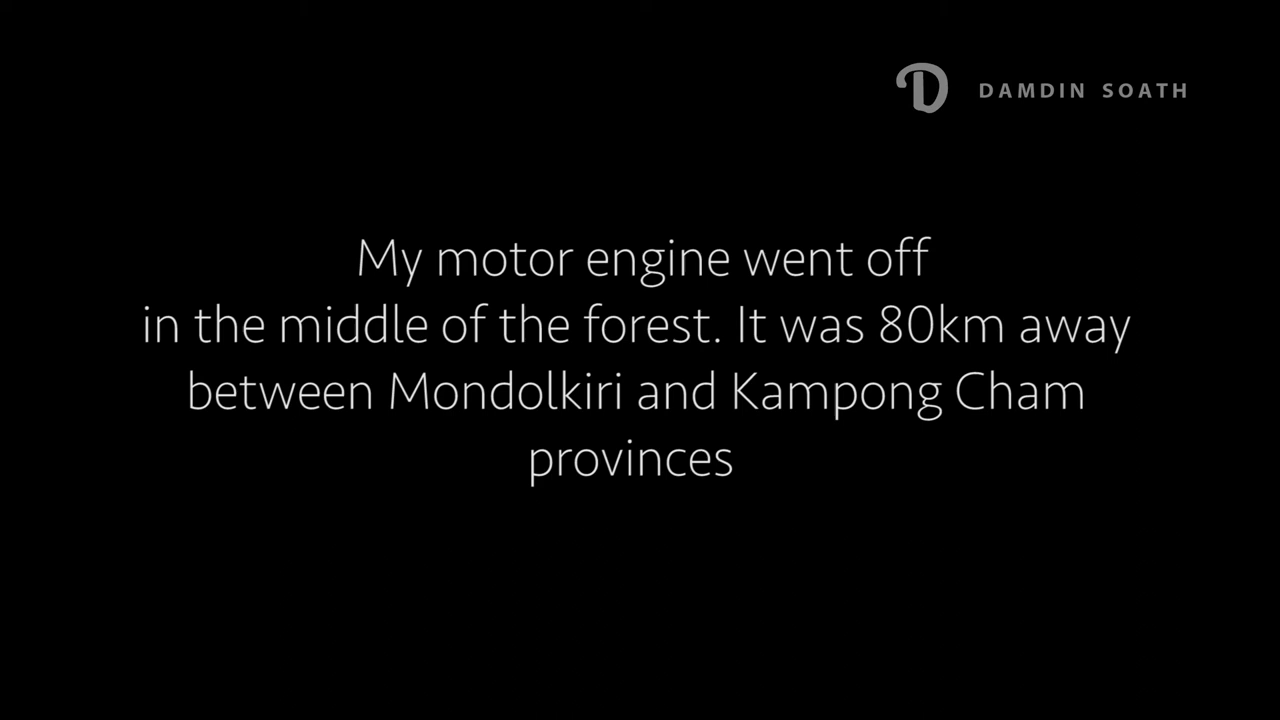 D DAMDIN SOATH
My motor engine went off
in the middle of the forest. It was 80km away
between Mondolkiri and Kampong Cham
provinces